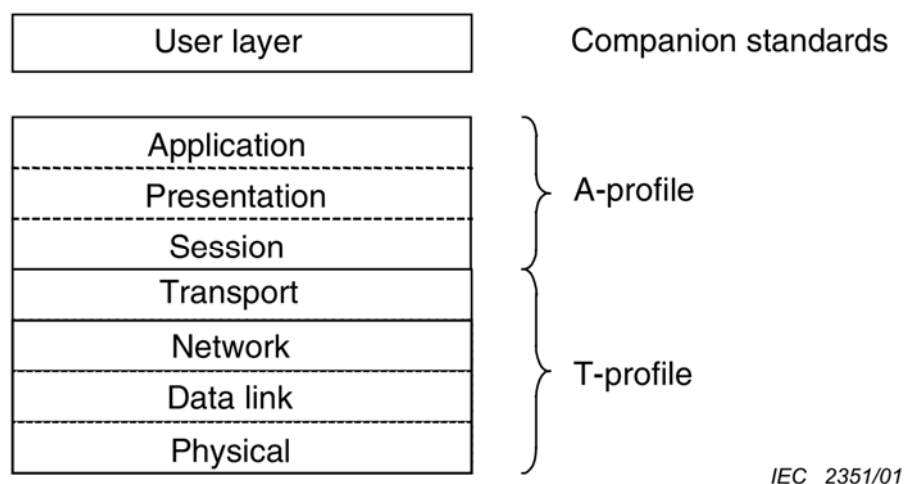 User layer
Companion standards
Application
Presentation
Session
A-profile
Transport
Network
Data link
Physical
T-profile
IEC 2351/01